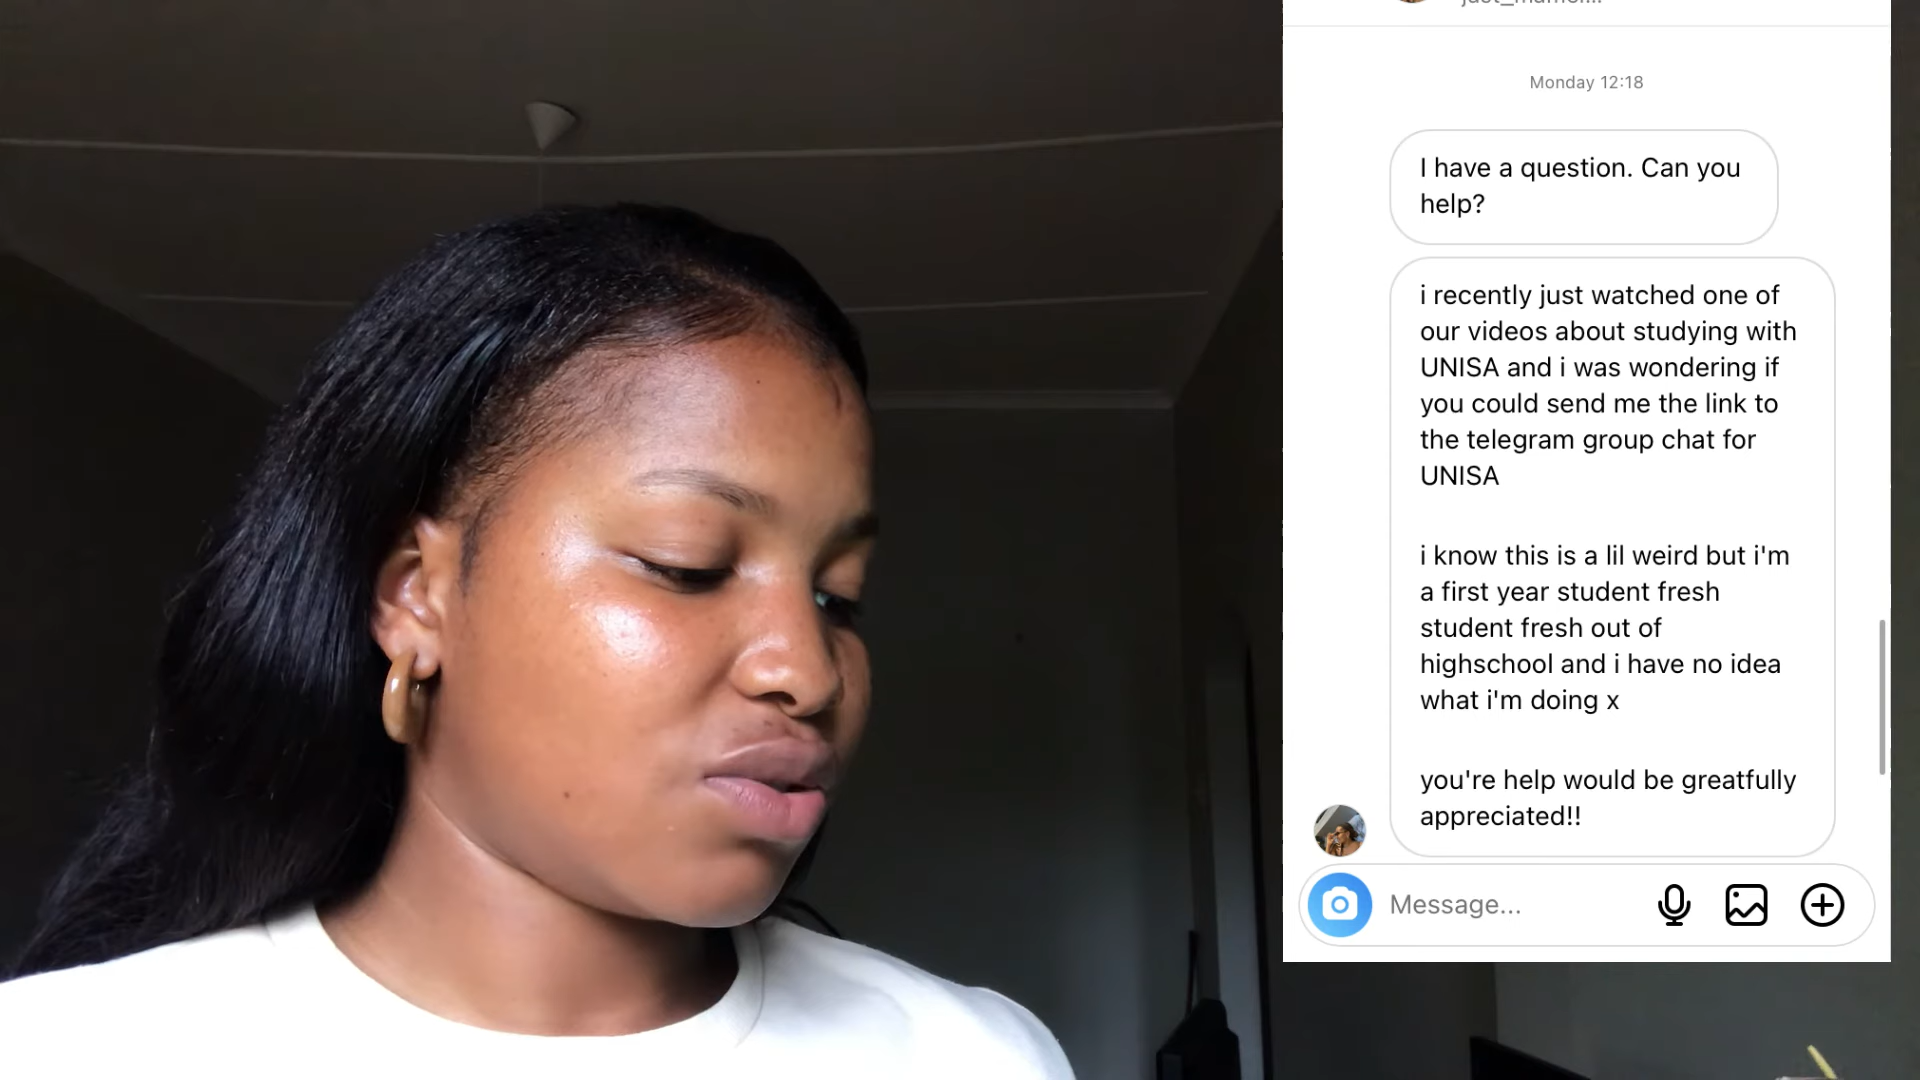 Monday 12:18
I have a question. Can you
help?
i recently just watched one of
our videos about studying with
UNISA and i was wondering if
you could send me the link to
the telegram group chat for
UNISA
i know this is a lil weird but i'm
a first year student fresh
student fresh out of
highschool and i have no idea
what i'm doing x
you're help would be greatfully
appreciated!!
Message...